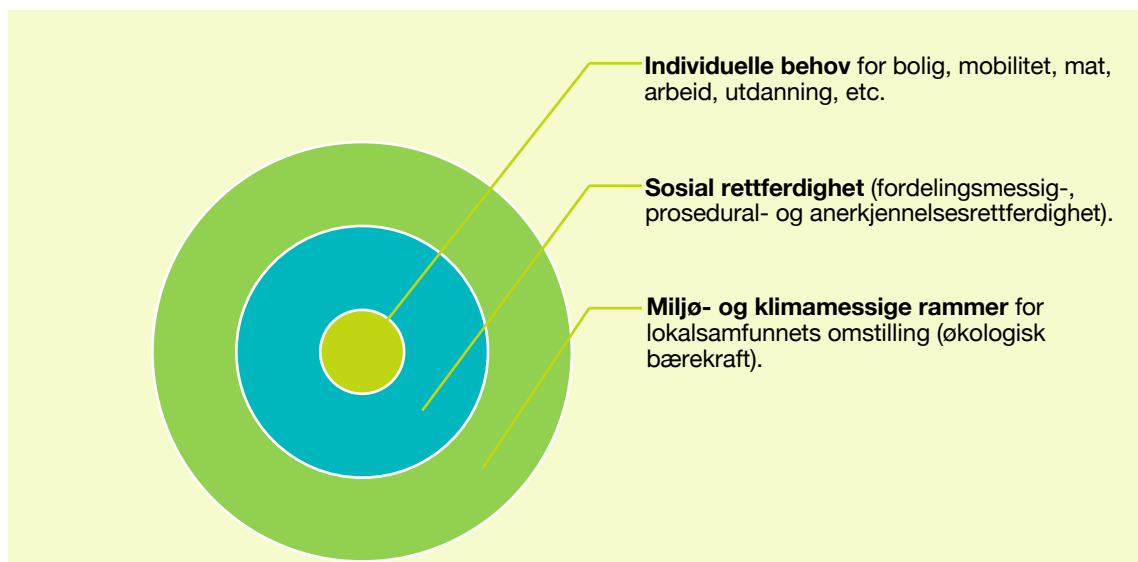 Individuelle behov for bolig, mobilitet, mat,
arbeid, utdanning, etc.
Sosial rettferdighet (fordelingsmessig-,
prosedural- og anerkjennelsesrettferdighet).
Miljø- og klimamessige rammer for
lokalsamfunnets omstilling (økologisk
bærekraft).